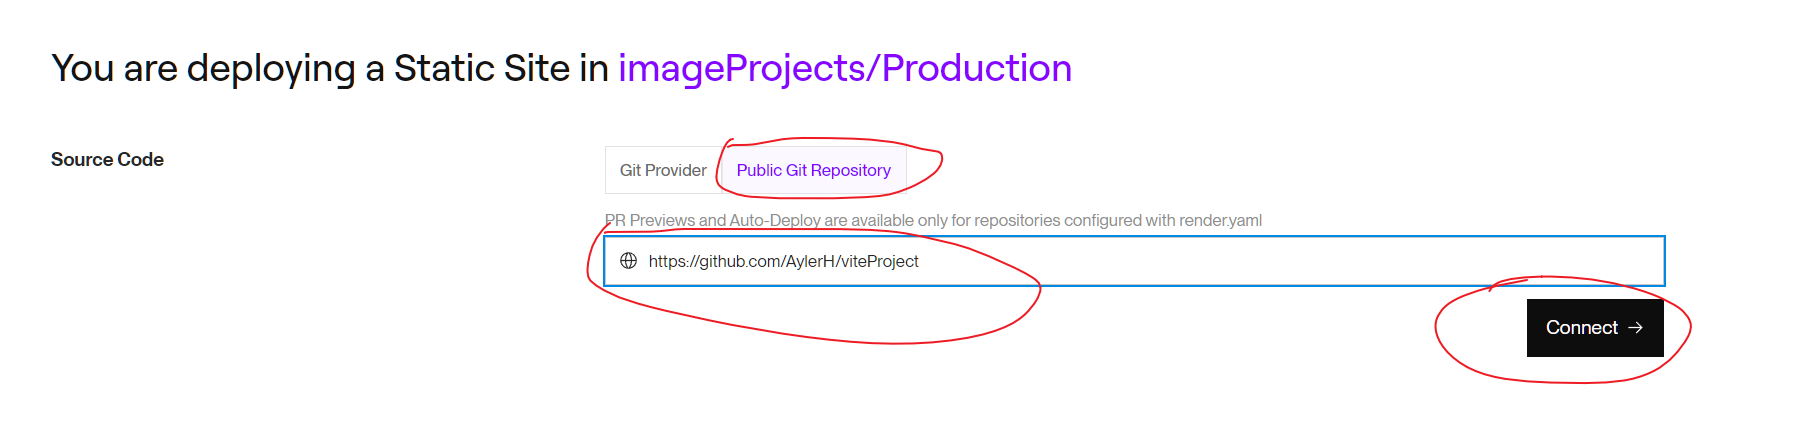 You are deploying a Static Site in imageProjects/Production
Source Code
Git Provider Public Git Repository
PR Previews and Auto-Deploy are available only for repositories configured with render.yaml
https://github.com/AylerH/viteProject
Connect →